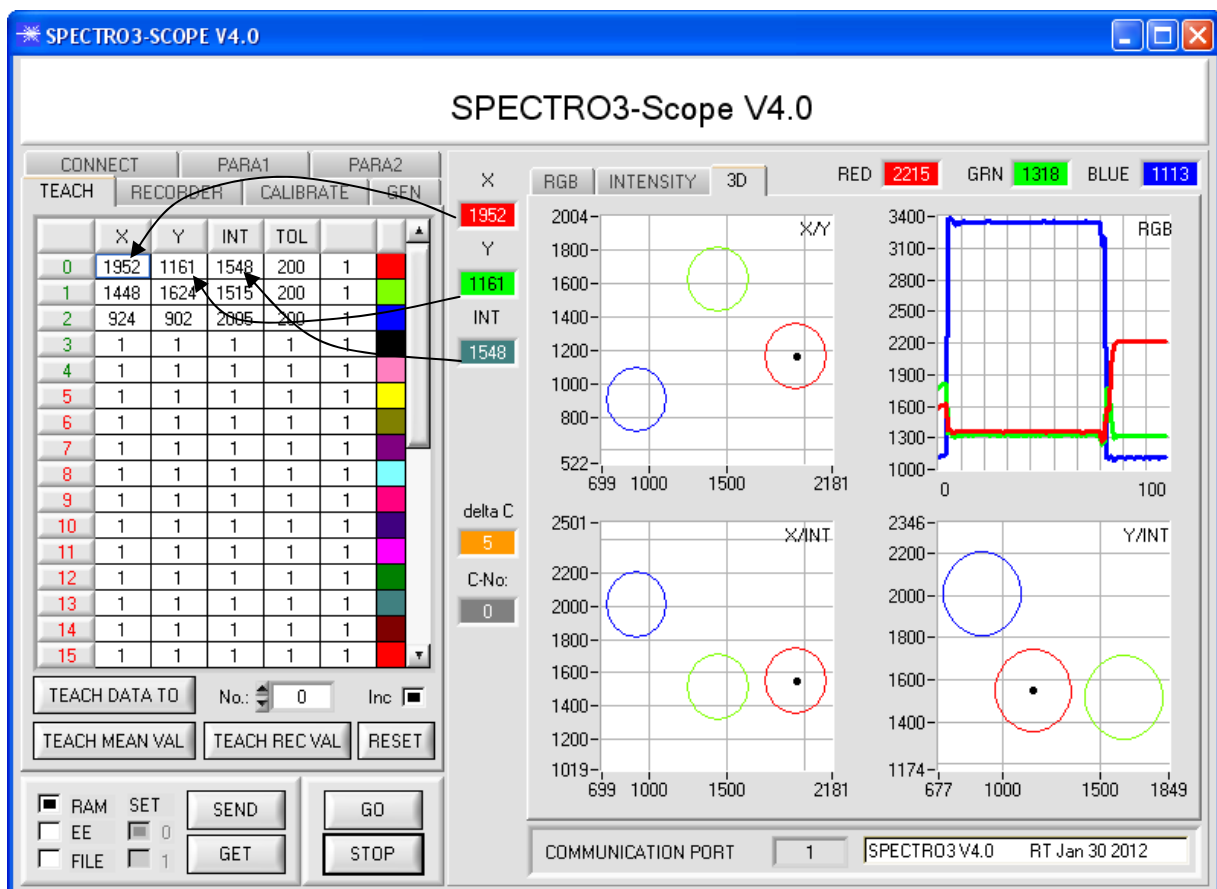 SPECTRO3-SCOPE V4.0
SPECTRO3-Scope V4.0
CONNECT PARA1 PARA2
TEACH RECORDER CALIBRATE GEN
X Y INT TOL
0 1952 1161 1548 200 1
1 1448 1624 1515 200 1
2 924 902 2005 200 1
3 1 1 1 1 1
4 1 1 1 1 1
5 1 1 1 1 1
6 1 1 1 1 1
7 1 1 1 1 1
8 1 1 1 1 1
9 1 1 1 1 1
10 1 1 1 1 1
11 1 1 1 1 1
12 1 1 1 1 1
13 1 1 1 1 1
14 1 1 1 1 1
15 1 1 1 1 1
TEACH DATA TO No.: 0 Inc
TEACH MEAN VAL TEACH REC VAL RESET
RAM SET SEND GO
EE 0
FILE 1 GET STOP
X
1952
Y
1161
INT
1548
delta C
5
C-No:
0
RGB INTENSITY 3D RED 2215 GRN 1318 BLUE 1113
X/Y
2004
1800
1600
1400
1200
1000
800
522
699 1000 1500 2181
RGB
3400
3100
2800
2500
2200
1900
1600
1300
1000
0 100
X/INT
2501
2200
2000
1800
1600
1400
1200
1019
699 1000 1500 2181
Y/INT
2346
2200
2000
1800
1600
1400
1174
677 1000 1500 1849
COMMUNICATION PORT 1 SPECTRO3 V4.0 RT Jan 30 2012